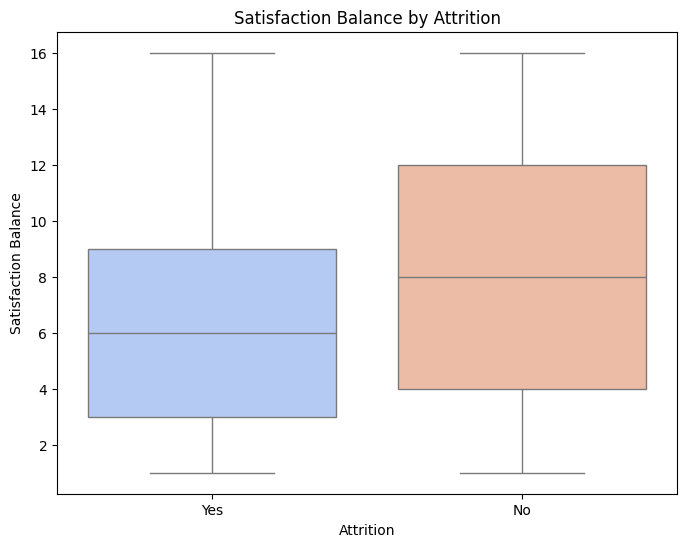 Satisfaction Balance by Attrition
Satisfaction Balance
16
14
12
10
8
6
4
2
Yes
No
Attrition